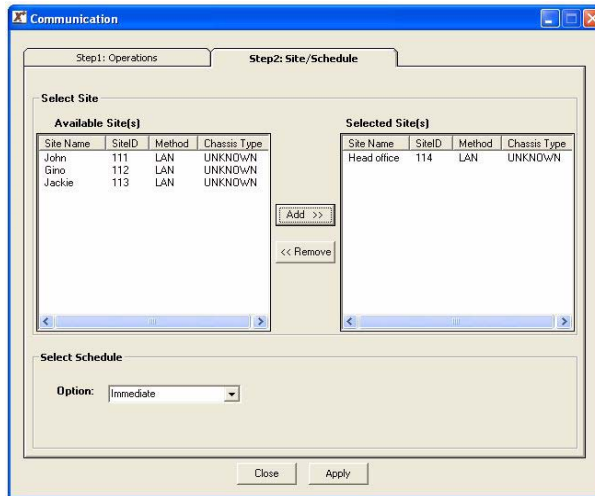 Communication
Step1: Operations
Step2: Site/Schedule
Select Site
Available Site(s)
Site Name SiteID Method Chassis Type
John 111 LAN UNKNOWN
Gino 112 LAN UNKNOWN
Jackie 113 LAN UNKNOWN
Add >>
<< Remove
Selected Site(s)
Site Name SiteID Method Chassis Type
Head office 114 LAN UNKNOWN
Select Schedule
Option: Immediate
Close Apply